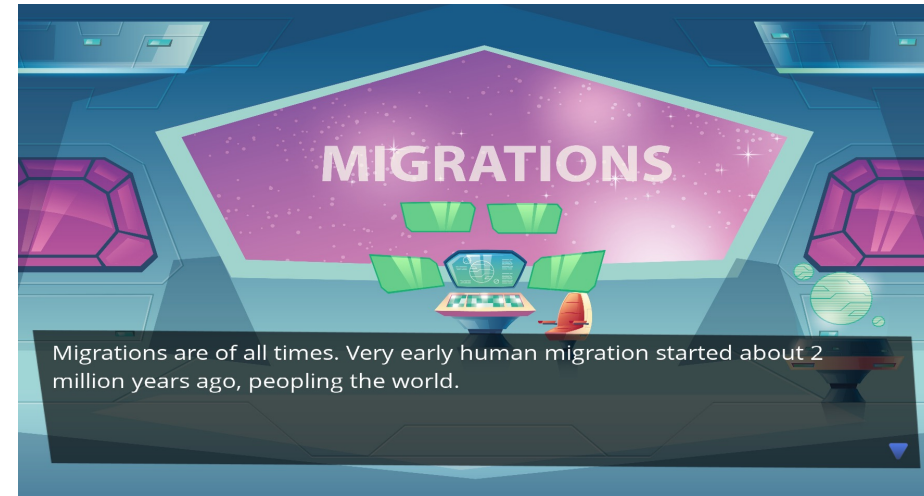 MIGRATIONS
Migrations are of all times. Very early human migration started about 2
million years ago, peopling the world.